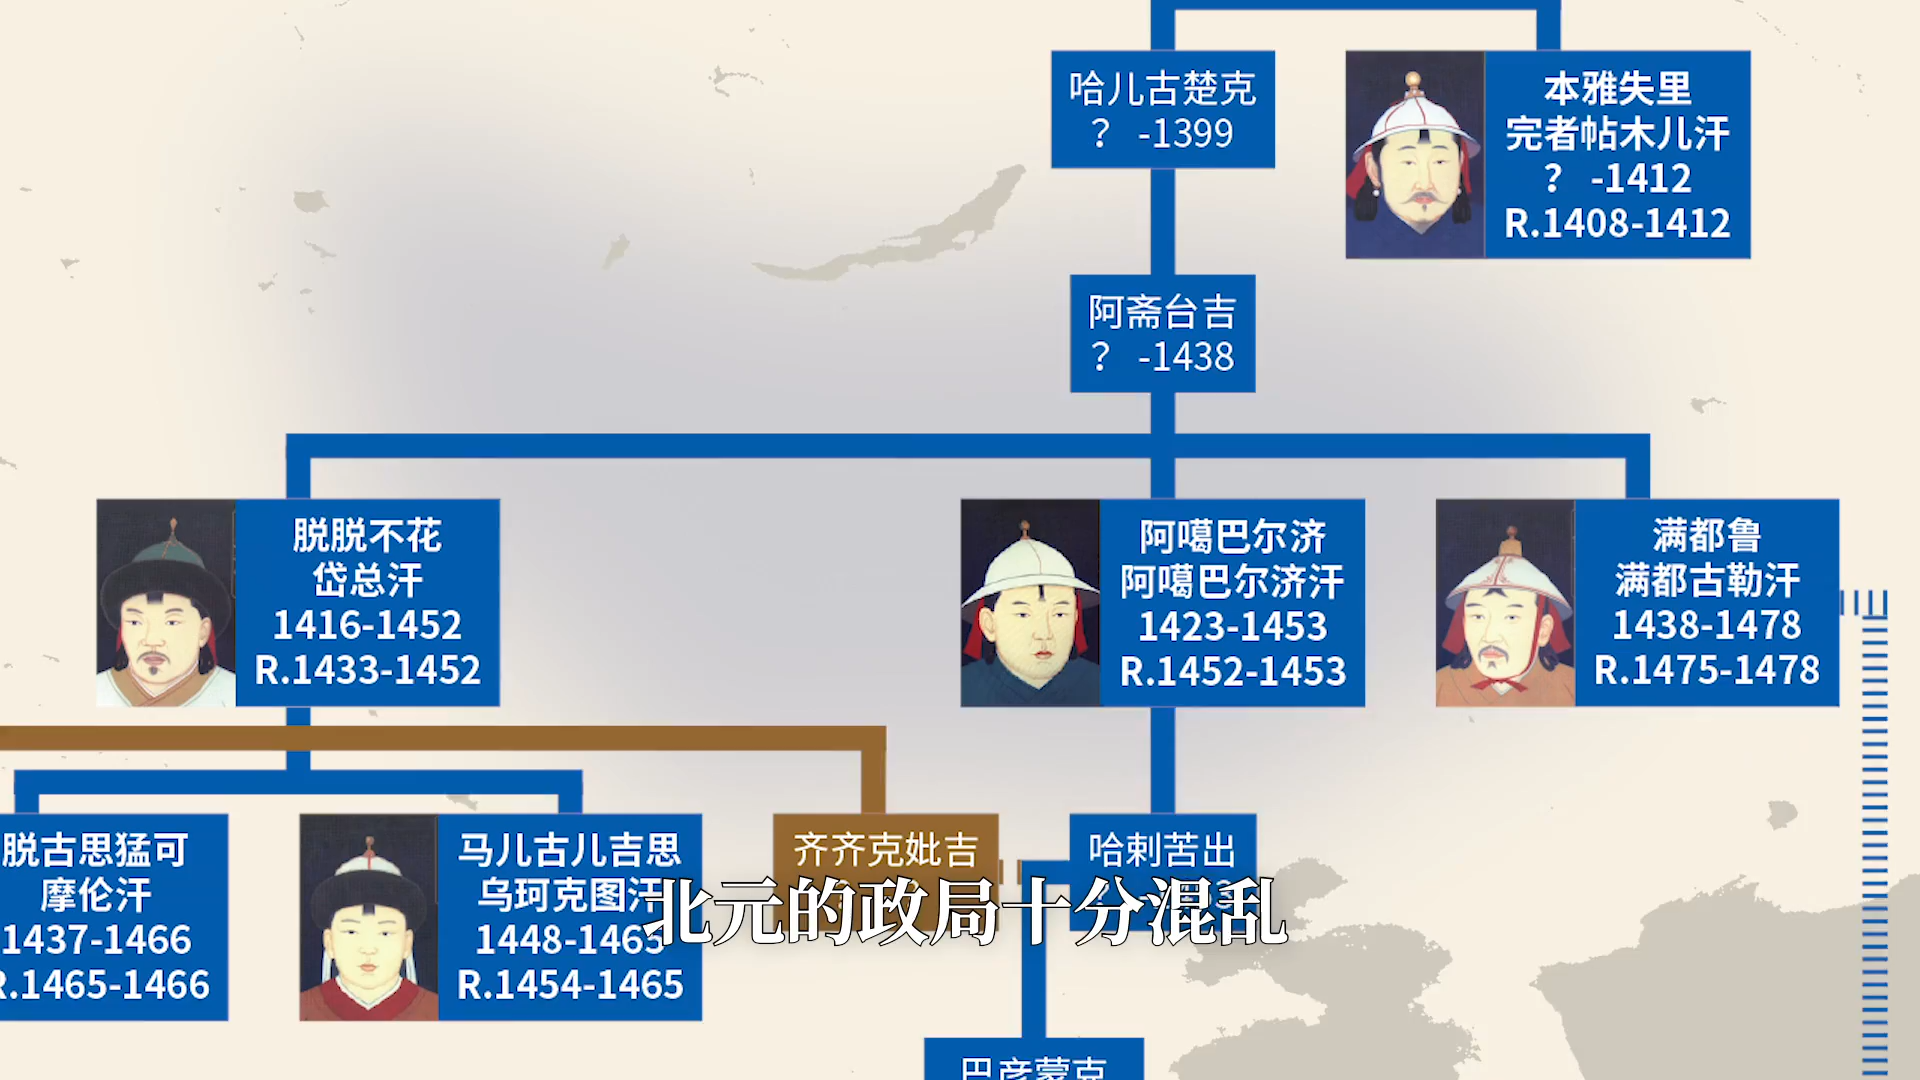 哈儿古楚克
？ -1399
本雅失里
完者帖木儿汗
？ -1412
R.1408-1412
阿斋台吉
？ -1438
脱脱不花
岱总汗
1416-1452
R.1433-1452
阿噶巴尔济
阿噶巴尔济汗
1423-1453
R.1452-1453
满都鲁
满都古勒汗
1438-1478
R.1475-1478
脱古思猛可
摩伦汗
1437-1466
R.1465-1466
马儿古儿吉思
乌珂克图汗
1448-1465
R.1454-1465
齐齐克妣吉
哈剌苦出
北元的政局十分混乱
巴彦蒙克